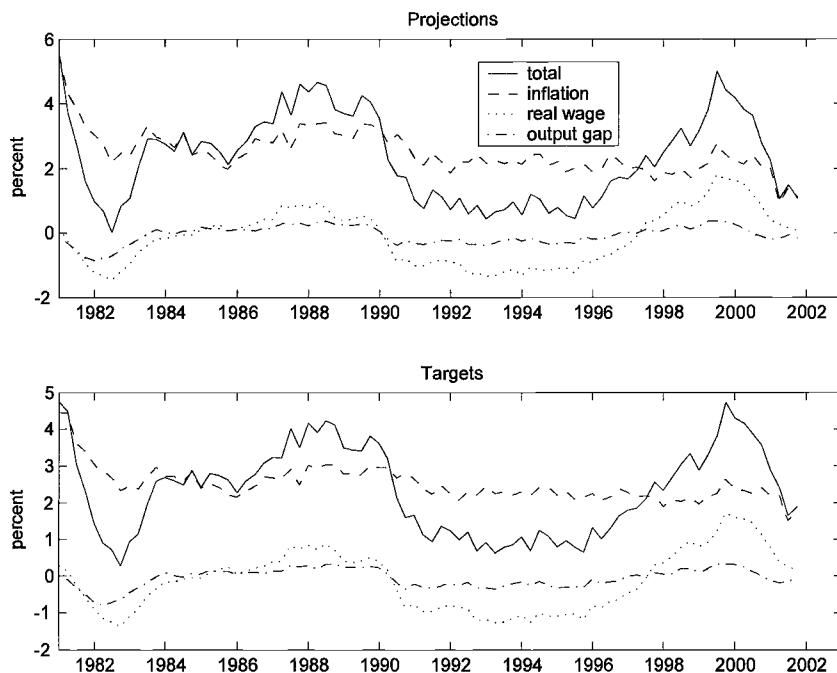 Projections
6
4
2
0
-2
percent
total
inflation
real wage
output gap
1982 1984 1986 1988 1990 1992 1994 1996 1998 2000 2002
Targets
5
4
3
2
1
0
-1
-2
percent
1982 1984 1986 1988 1990 1992 1994 1996 1998 2000 2002